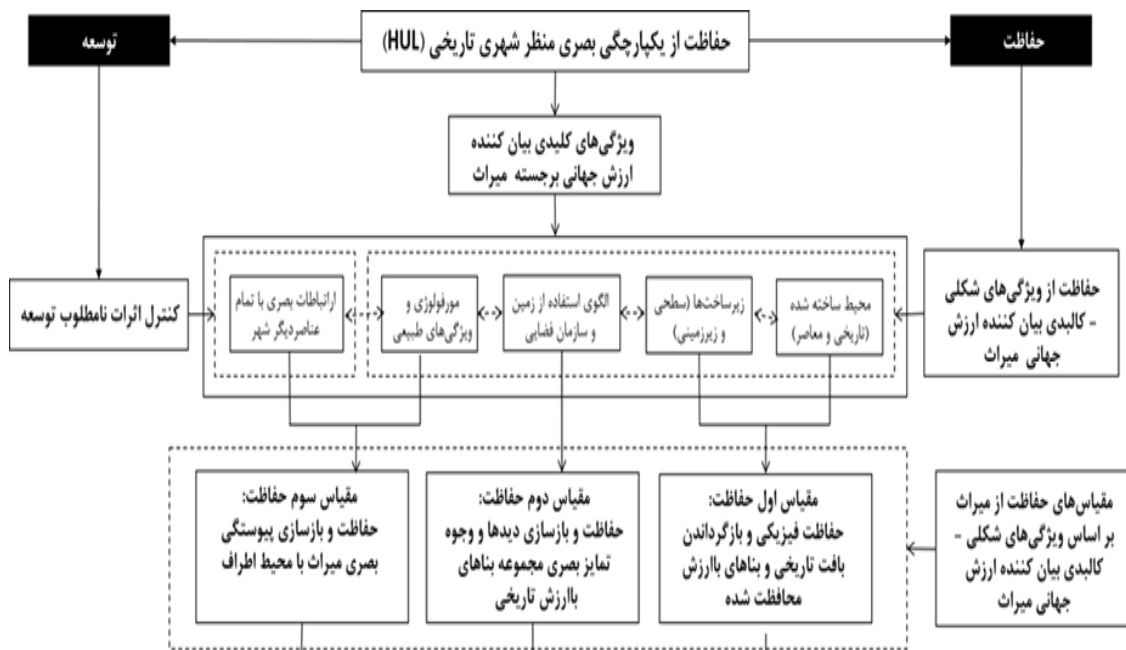 حفاظت
حفاظت از یکپارچگی بصری منظر شهری تاریخی (HUL)
توسعه
ویژگی‌های کلیدی بیان کننده
ارزش جهانی برجسته میراث
حفاظت از ویژگی‌های شکلی
– کالبدی بیان کننده ارزش
جهانی میراث
محیط ساخته شده
(تاریخی و معاصر)
زیرساخت‌ها (سطحی
و زیرزمینی)
الگوی استفاده از زمین
و سازمان فضایی
مورفولوژی و
ویژگی‌های طبیعی
ارتباطات بصری با تمام
عناصردیگر شهر
کنترل اثرات نامطلوب توسعه
مقیاس‌های حفاظت از میراث
بر اساس ویژگی‌های شکلی –
کالبدی بیان کننده ارزش
جهانی میراث
مقیاس اول حفاظت:
حفاظت فیزیکی و بازگرداندن
بافت تاریخی و بناهای باارزش
محافظت شده
مقیاس دوم حفاظت:
حفاظت و بازسازی دیدها و وجوه
تمایز بصری مجموعه بناهای
باارزش تاریخی
مقیاس سوم حفاظت:
حفاظت و بازسازی پیوستگی
بصری میراث با محیط اطراف